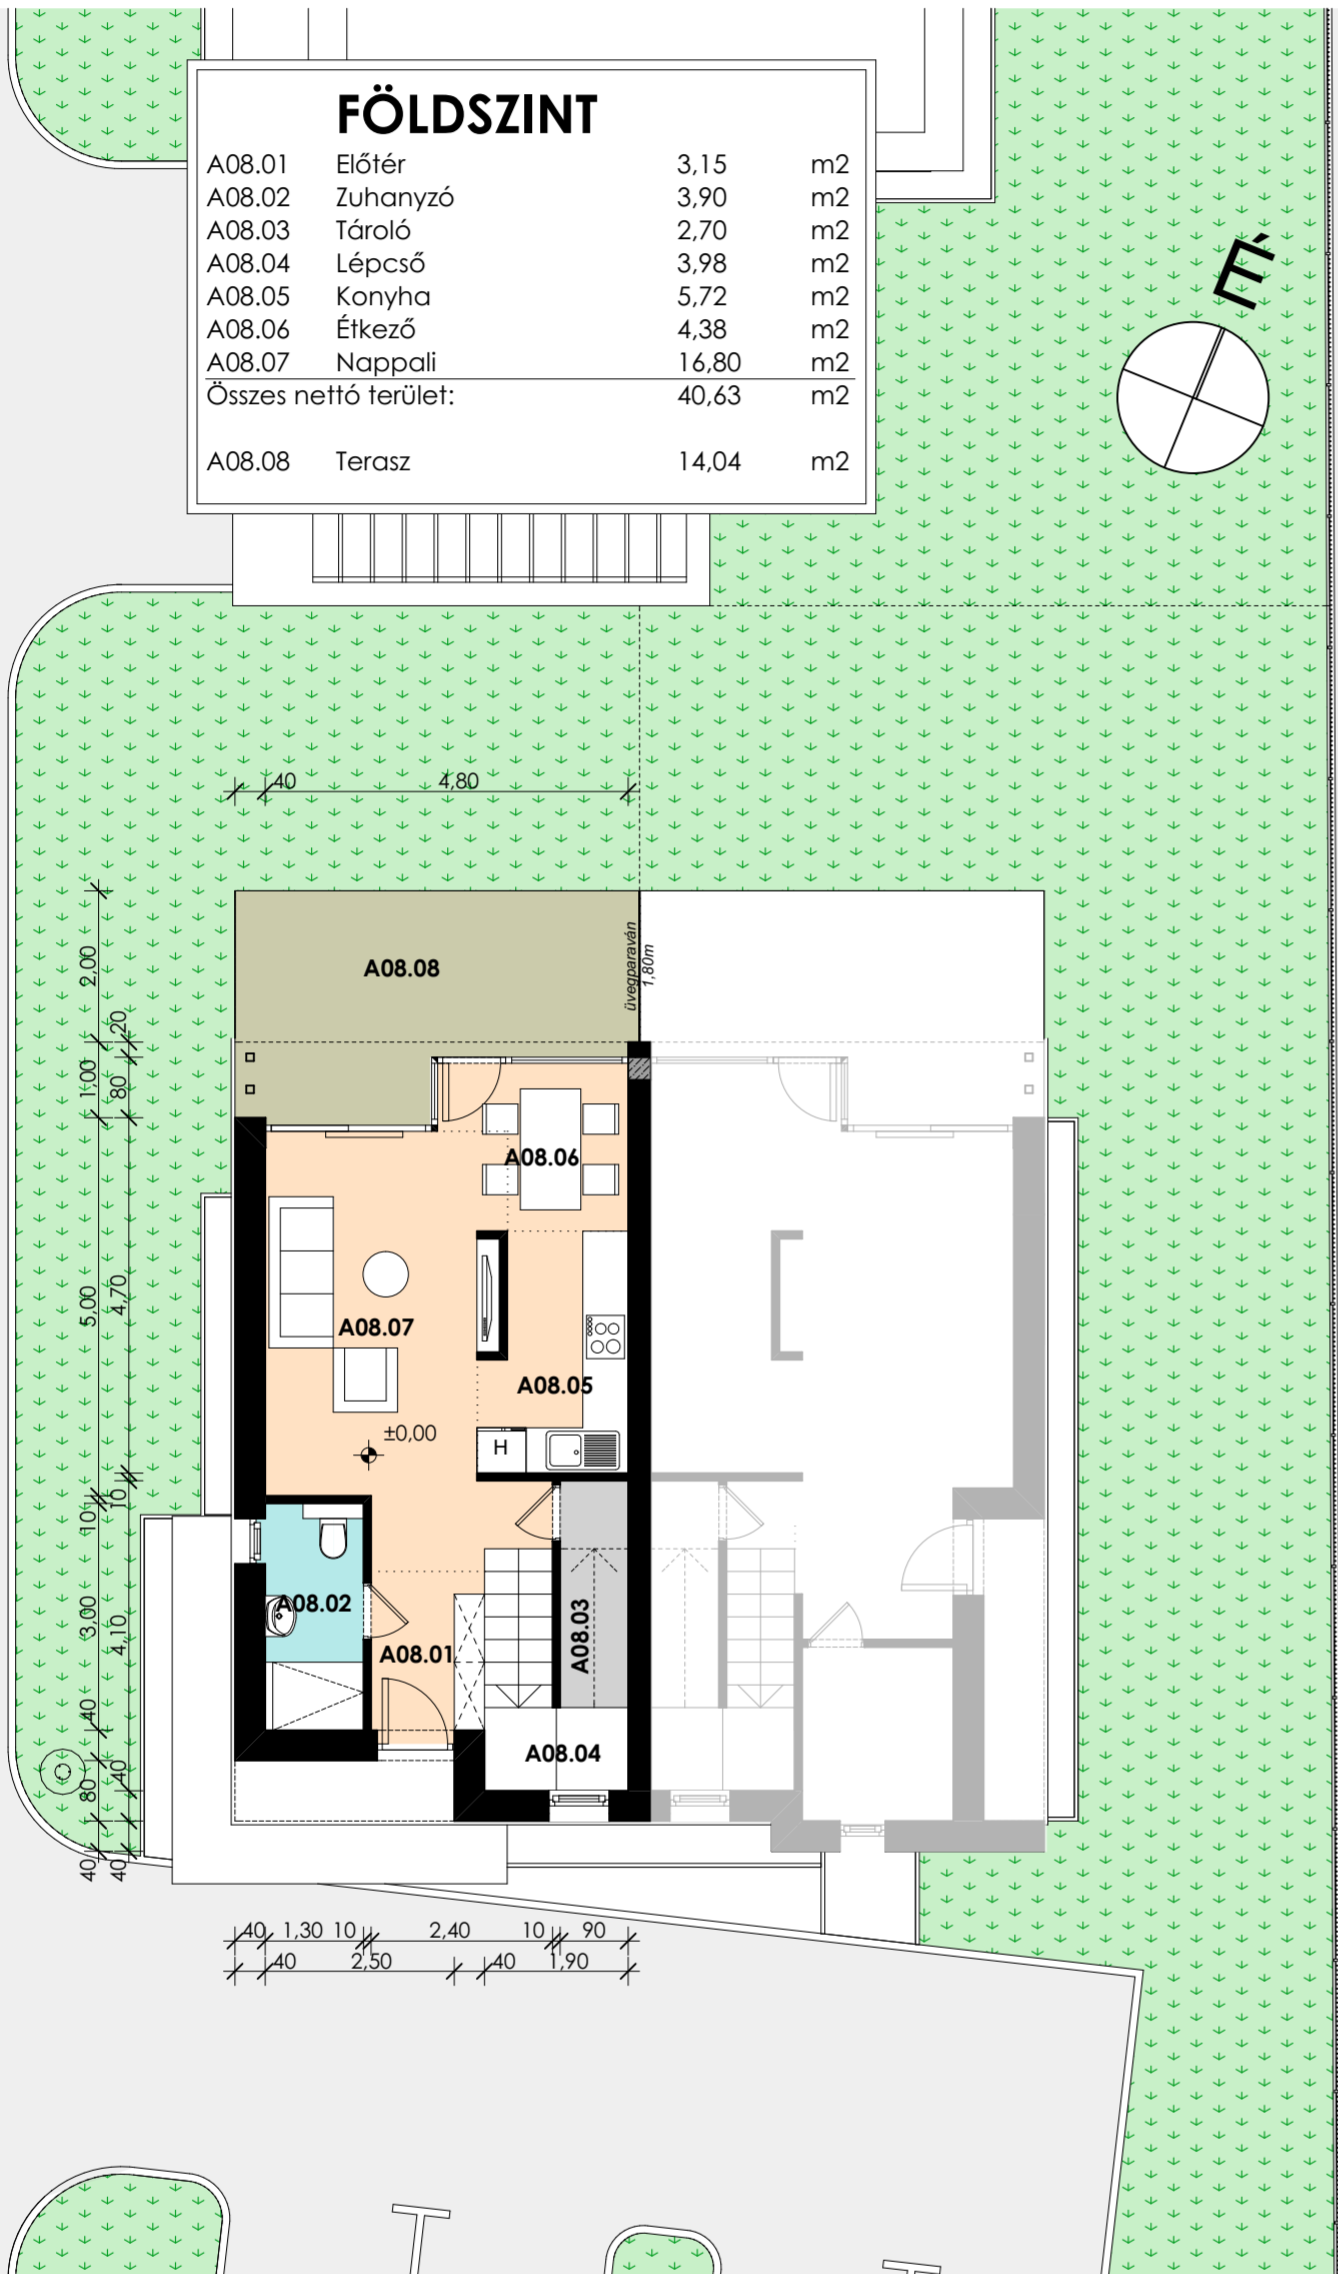 FÖLDSZINT
A08.01 Előtér 3,15 m2
A08.02 Zuhanyzó 3,90 m2
A08.03 Tároló 2,70 m2
A08.04 Lépcső 3,98 m2
A08.05 Konyha 5,72 m2
A08.06 Étkező 4,38 m2
A08.07 Nappali 16,80 m2
Összes nettó terület: 40,63 m2
A08.08 Terasz 14,04 m2
É
40 4,80
2,00
20
1,00
80
5,00
4,70
10
10
3,00
4,10
40
80
40
40
40
A08.08
üvegparaván
1,80m
A08.06
A08.07
A08.05
±0,00
H
A08.02
A08.03
A08.01
A08.04
40 1,30 10 2,40 10 90
40 2,50 40 1,90